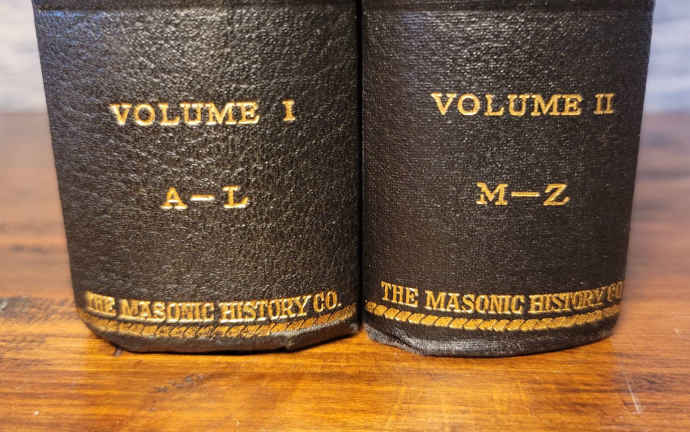 VOLUME I
A–L
THE MASONIC HISTORY CO.
VOLUME II
M–Z
THE MASONIC HISTORY CO